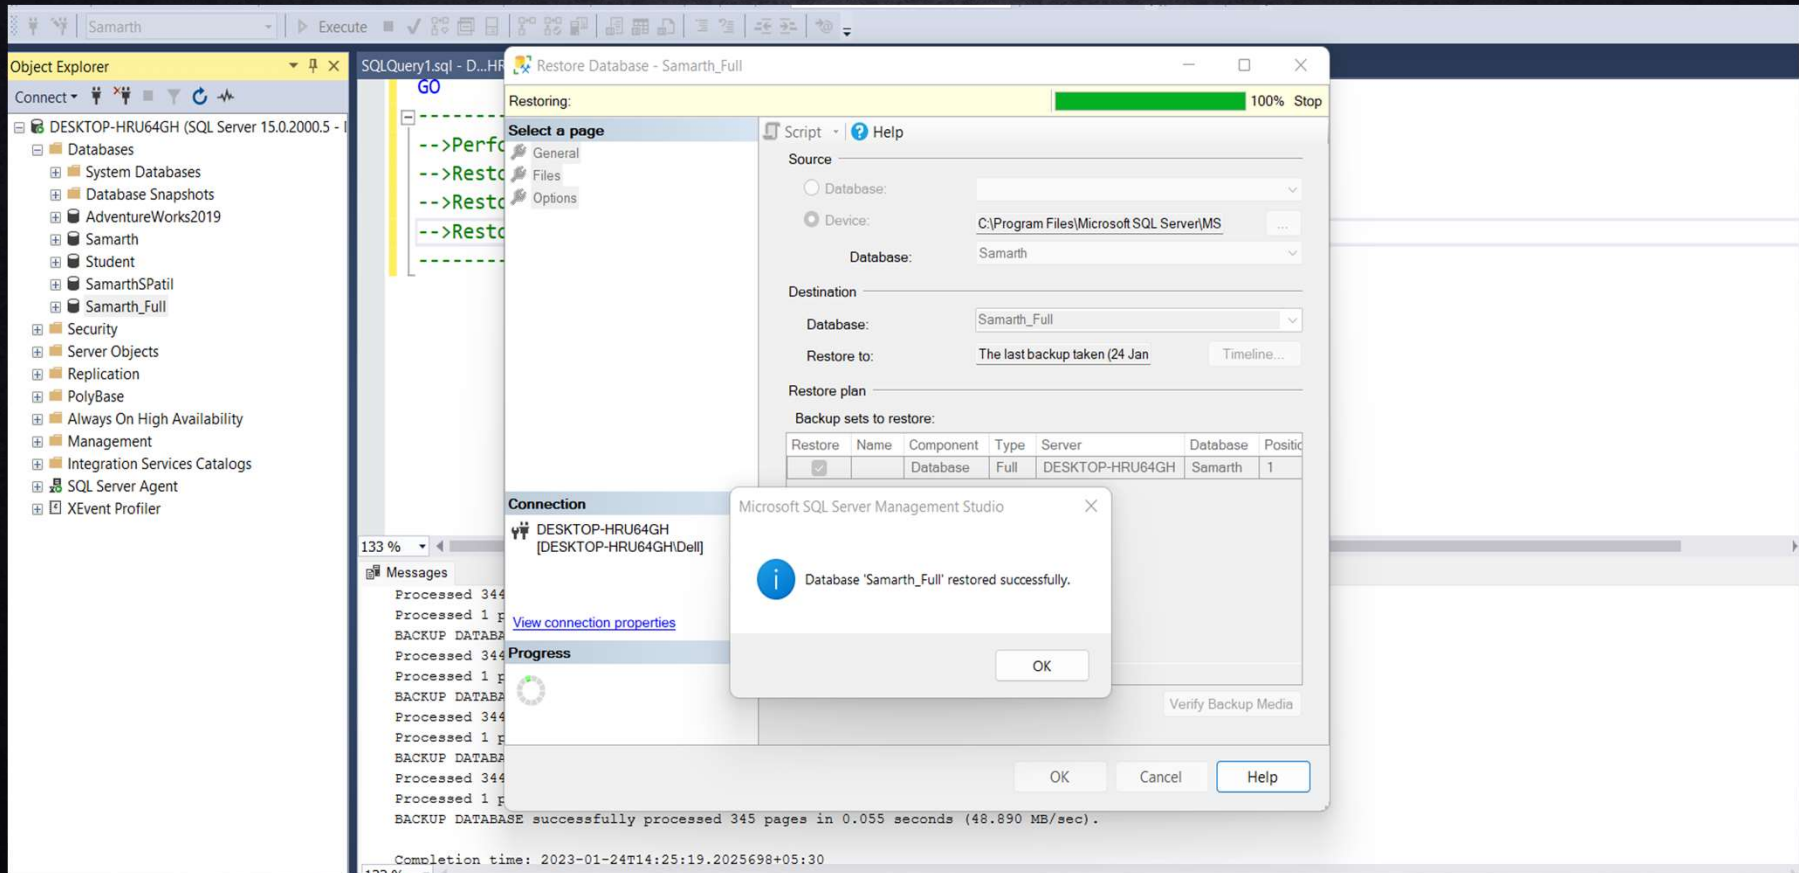 Samarth
Execute
Object Explorer
Connect
DESKTOP-HRU64GH (SQL Server 15.0.2000.5 -
Databases
System Databases
Database Snapshots
AdventureWorks2019
Samarth
Student
SamarthSPatil
Samarth_Full
Security
Server Objects
Replication
PolyBase
Always On High Availability
Management
Integration Services Catalogs
SQL Server Agent
XEvent Profiler
SQLQuery1.sql - D...HR
GO
---------
-->Perfo
-->Resto
-->Resto
-->Resto
---------
133 %
Messages
Processed 344
Processed 1 p
BACKUP DATABA
Processed 344
Processed 1 p
BACKUP DATABA
Processed 344
Processed 1 p
BACKUP DATABA
Processed 344
Processed 1 p
BACKUP DATABASE successfully processed 345 pages in 0.055 seconds (48.890 MB/sec).
Completion time: 2023-01-24T14:25:19.2025698+05:30
Restore Database - Samarth_Full
Restoring:
100% Stop
Select a page
General
Files
Options
Connection
DESKTOP-HRU64GH
[DESKTOP-HRU64GH\Dell]
View connection properties
Progress
Script
Help
Source
Database:
Device: C:\Program Files\Microsoft SQL Server\MS ...
Database: Samarth
Destination
Database: Samarth_Full
Restore to: The last backup taken (24 Jan Timeline...
Restore plan
Backup sets to restore:
Restore Name Component Type Server Database Positic
Database Full DESKTOP-HRU64GH Samarth 1
Verify Backup Media
OK Cancel Help
Microsoft SQL Server Management Studio
Database 'Samarth_Full' restored successfully.
OK